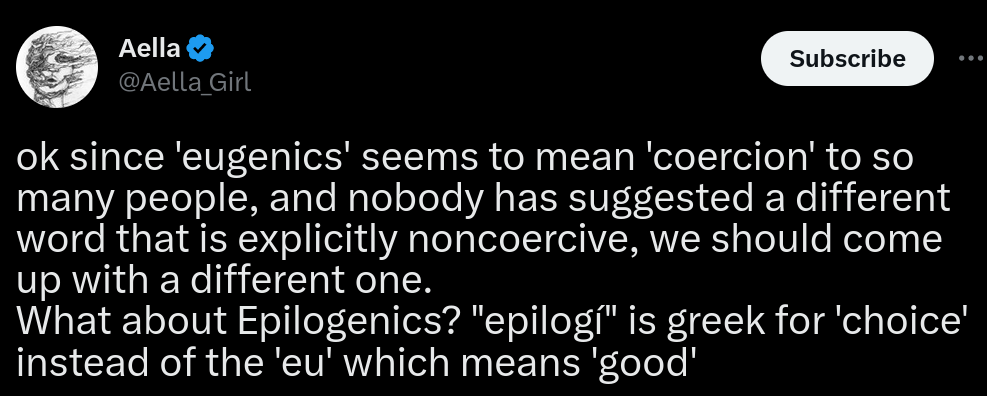 Aella
@Aella_Girl
Subscribe
ok since 'eugenics' seems to mean 'coercion' to so
many people, and nobody has suggested a different
word that is explicitly noncoercive, we should come
up with a different one.
What about Epilogenics? "epilogí" is greek for 'choice'
instead of the 'eu' which means 'good'